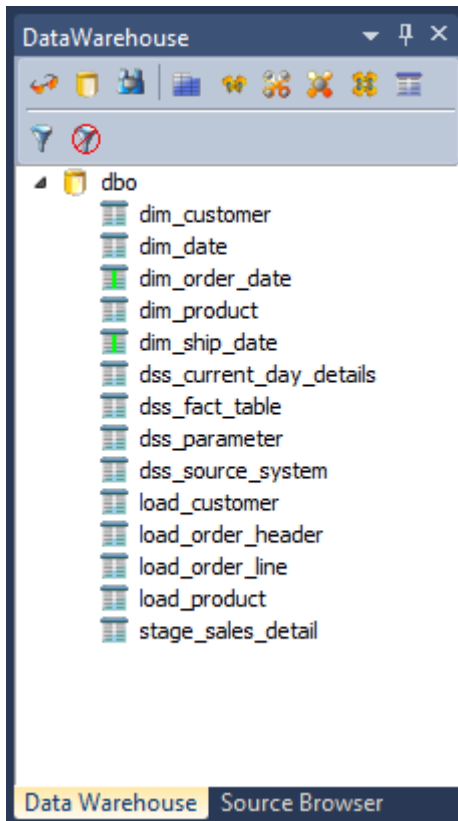 DataWarehouse
dbo
dim_customer
dim_date
dim_order_date
dim_product
dim_ship_date
dss_current_day_details
dss_fact_table
dss_parameter
dss_source_system
load_customer
load_order_header
load_order_line
load_product
stage_sales_detail
Data Warehouse Source Browser